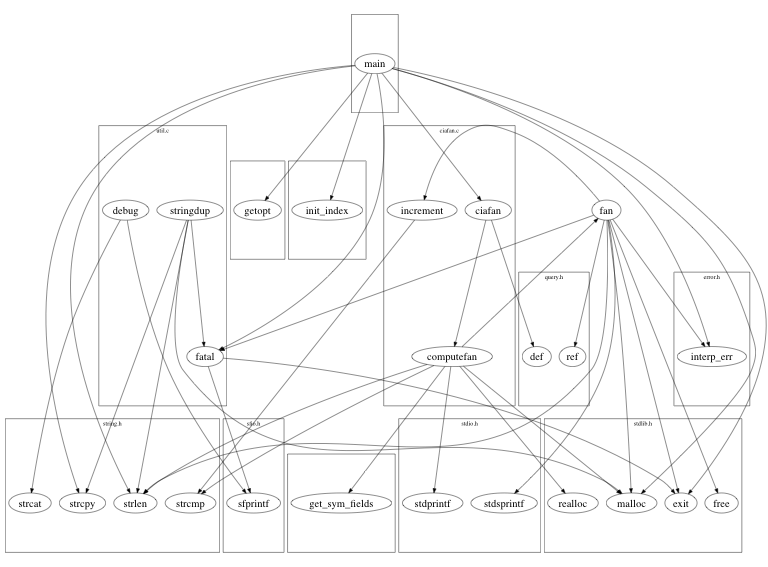 main
util.c
ciafan.c
debug
stringdup
getopt
init_index
increment
ciafan
fan
query.h
error.h
fatal
computefan
def
ref
interp_err
string.h
sfio.h
stdio.h
stdlib.h
strcat
strcpy
strlen
strcmp
sfprintf
get_sym_fields
stdprintf
stdsprintf
realloc
malloc
exit
free